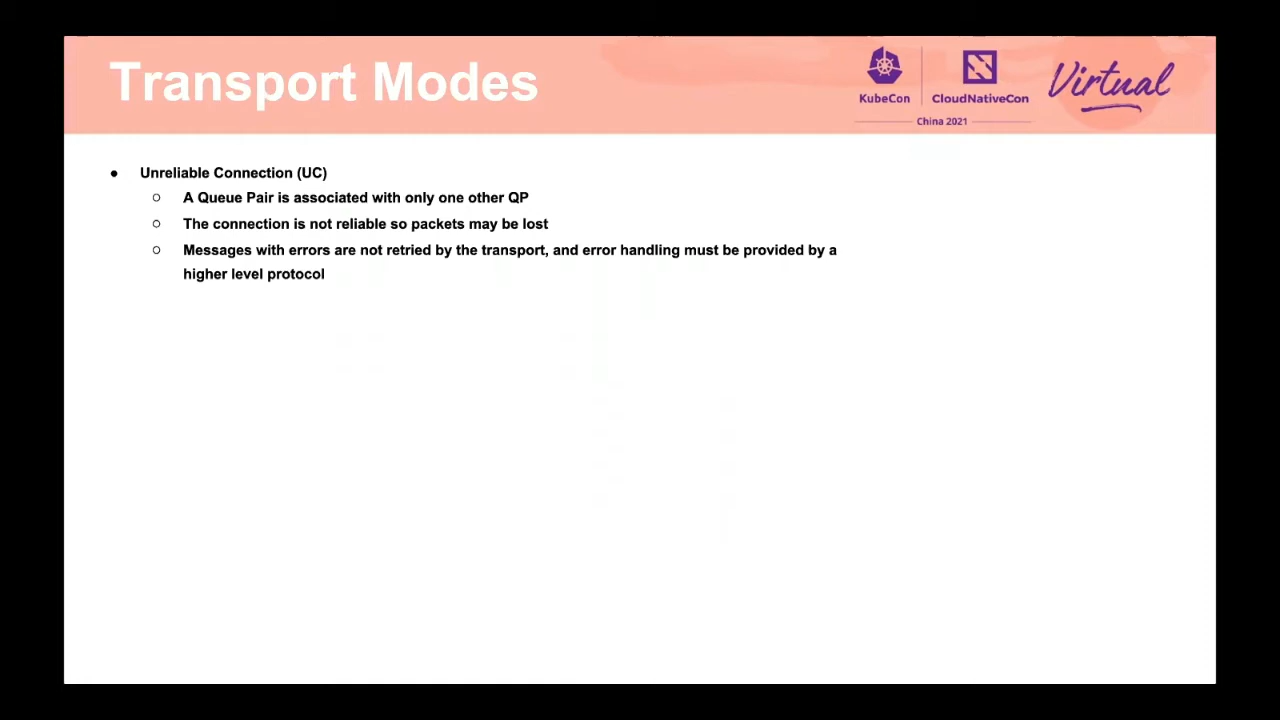 Transport Modes
KubeCon
CloudNativeCon
China 2021
Virtual
● Unreliable Connection (UC)
○ A Queue Pair is associated with only one other QP
○ The connection is not reliable so packets may be lost
○ Messages with errors are not retried by the transport, and error handling must be provided by a
higher level protocol